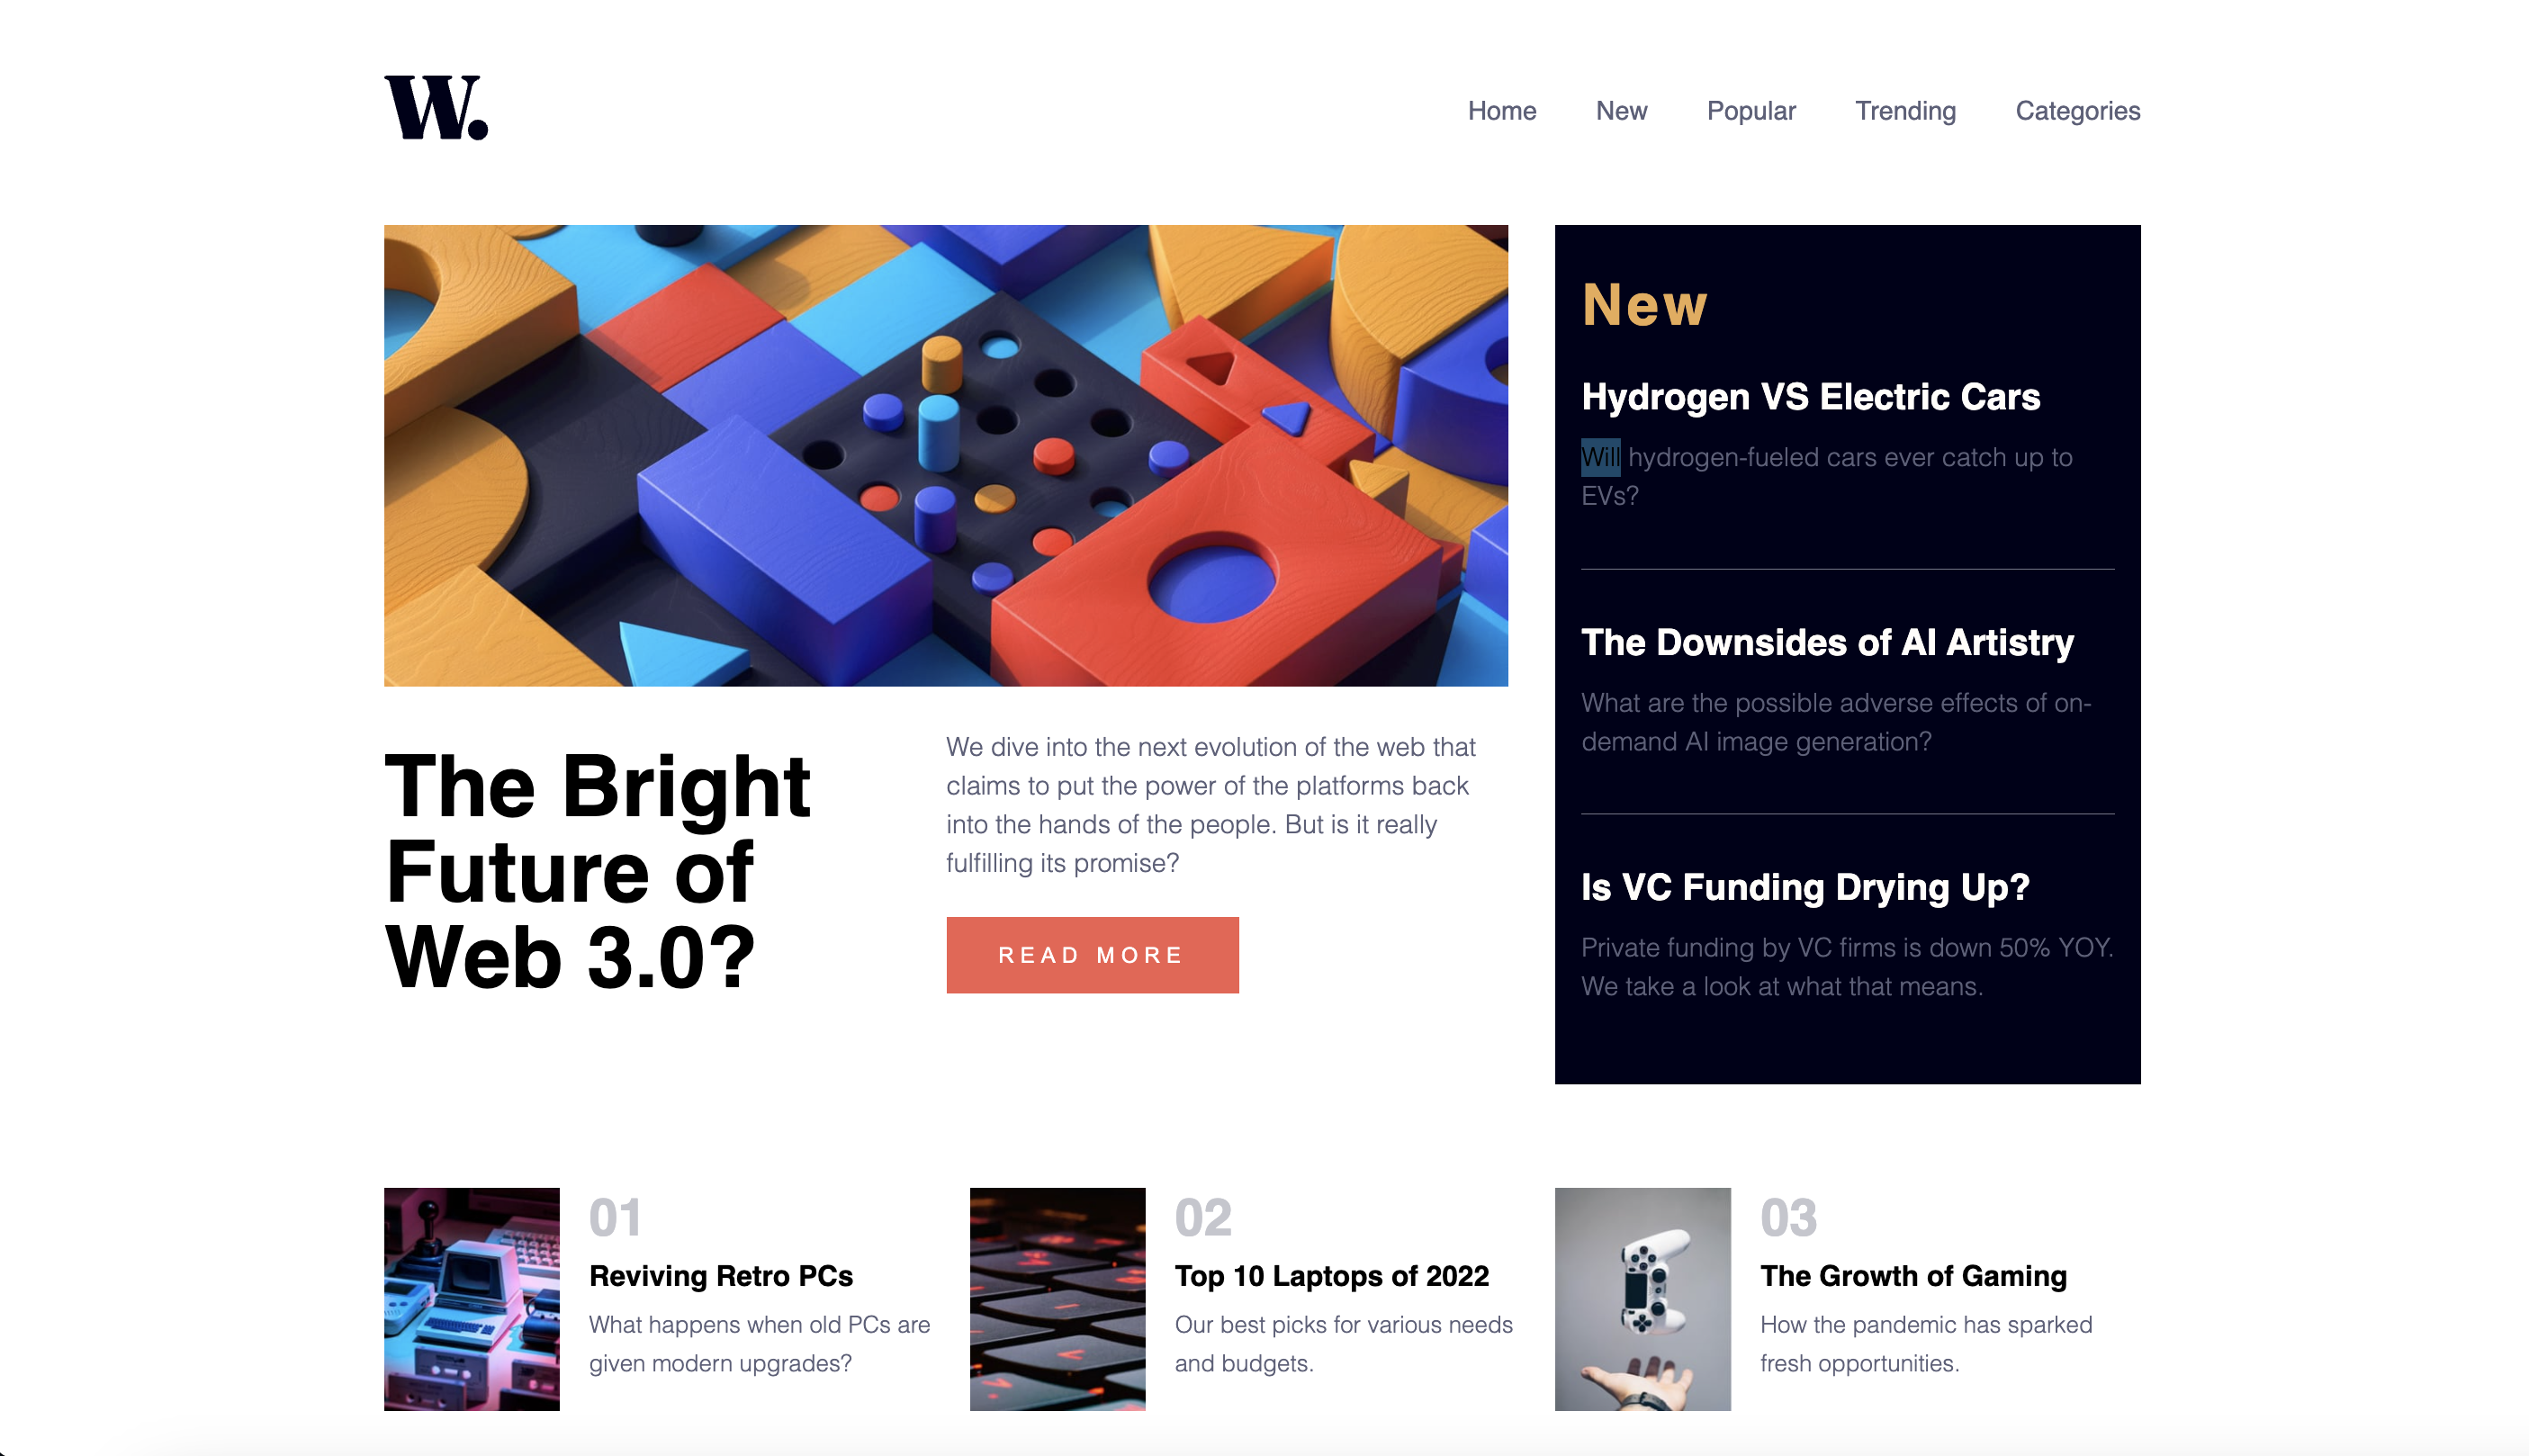 W.
Home New Popular Trending Categories
The Bright
Future of
Web 3.0?
We dive into the next evolution of the web that
claims to put the power of the platforms back
into the hands of the people. But is it really
fulfilling its promise?
READ MORE
New
Hydrogen VS Electric Cars
Will hydrogen-fueled cars ever catch up to
EVs?
The Downsides of AI Artistry
What are the possible adverse effects of on-
demand AI image generation?
Is VC Funding Drying Up?
Private funding by VC firms is down 50% YOY.
We take a look at what that means.
01
Reviving Retro PCs
What happens when old PCs are
given modern upgrades?
02
Top 10 Laptops of 2022
Our best picks for various needs
and budgets.
03
The Growth of Gaming
How the pandemic has sparked
fresh opportunities.